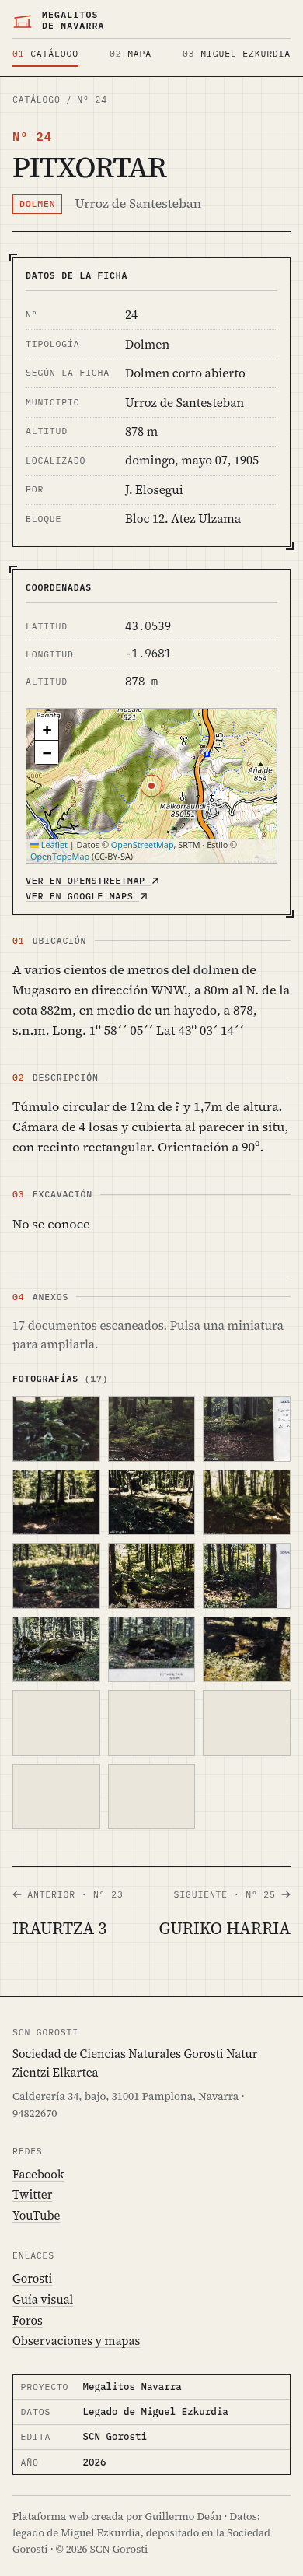 MEGALITOS
DE NAVARRA
01 CATÁLOGO 02 MAPA 03 MIGUEL EZKURDIA
CATÁLOGO / Nº 24
Nº 24
PITXORTAR
DOLMEN Urroz de Santesteban
DATOS DE LA FICHA
Nº 24
TIPOLOGÍA Dolmen
SEGÚN LA FICHA Dolmen corto abierto
MUNICIPIO Urroz de Santesteban
ALTITUD 878 m
LOCALIZADO domingo, mayo 07, 1905
POR J. Elosegui
BLOQUE Bloc 12. Atez Ulzama
COORDENADAS
LATITUD 43.0539
LONGITUD -1.9681
ALTITUD 878 m
821
+
−
A-15
Añalde
854
Malkorraundi
850.51
Leaflet | Datos © OpenStreetMap, SRTM · Estilo ©
OpenTopoMap (CC-BY-SA)
VER EN OPENSTREETMAP ↗
VER EN GOOGLE MAPS ↗
01 UBICACIÓN
A varios cientos de metros del dolmen de
Mugasoro en dirección WNW., a 80m al N. de la
cota 882m, en medio de un hayedo, a 878,
s.n.m. Long. 1º 58´´ 05´´ Lat 43º 03´ 14´´
02 DESCRIPCIÓN
Túmulo circular de 12m de ? y 1,7m de altura.
Cámara de 4 losas y cubierta al parecer in situ,
con recinto rectangular. Orientación a 90º.
03 EXCAVACIÓN
No se conoce
04 ANEXOS
17 documentos escaneados. Pulsa una miniatura
para ampliarla.
FOTOGRAFÍAS (17)
← ANTERIOR · Nº 23 SIGUIENTE · Nº 25 →
IRAURTZA 3 GURIKO HARRIA
SCN GOROSTI
Sociedad de Ciencias Naturales Gorosti Natur
Zientzi Elkartea
Calderería 34, bajo, 31001 Pamplona, Navarra ·
94822670
REDES
Facebook
Twitter
YouTube
ENLACES
Gorosti
Guía visual
Foros
Observaciones y mapas
PROYECTO Megalitos Navarra
DATOS Legado de Miguel Ezkurdia
EDITA SCN Gorosti
AÑO 2026
Plataforma web creada por Guillermo Deán · Datos:
legado de Miguel Ezkurdia, depositado en la Sociedad
Gorosti · © 2026 SCN Gorosti